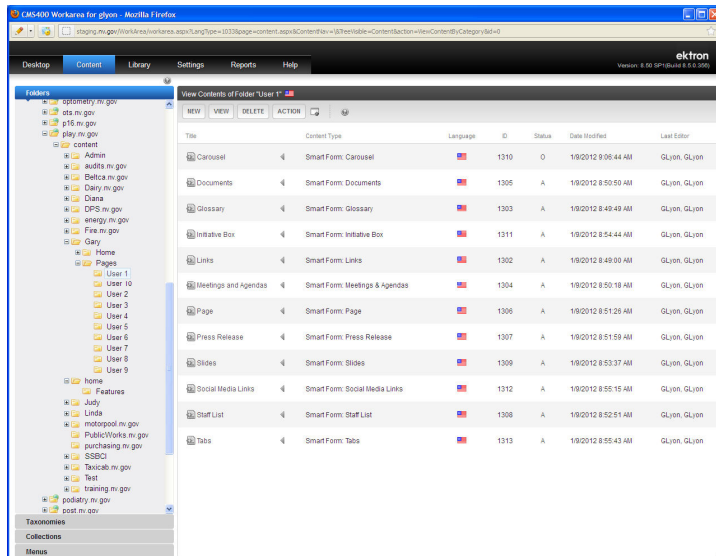 CMS400 Workarea for glyon - Mozilla Firefox
staging.nv.gov/WorkArea/workarea.aspx?LangType=1033&page=content.aspx&ContentNav=\&TreeVisible=Content&action=ViewContentByCategory&id=0
ektron
Desktop Content Library Settings Reports Help Version: 8.50 SP1(Build 8.5.0.356)
Folders
optometry.nv.gov
ots.nv.gov
p16.nv.gov
play.nv.gov
content
Admin
audits.nv.gov
Beltca.nv.gov
Dairy.nv.gov
Diana
DPS.nv.gov
energy.nv.gov
Fire.nv.gov
Gary
Home
Pages
User 1
User 10
User 2
User 3
User 4
User 5
User 6
User 7
User 8
User 9
home
Features
Judy
Linda
motorpool.nv.gov
PublicWorks.nv.gov
purchasing.nv.gov
SSBCI
Taxicab.nv.gov
Test
training.nv.gov
podiatry.nv.gov
post.nv.gov
Taxonomies
Collections
Menus
View Contents of Folder "User 1"
NEW VIEW DELETE ACTION
Title Content Type Language ID Status Date Modified Last Editor
Carousel Smart Form: Carousel 1310 O 1/9/2012 9:06:44 AM GLyon, GLyon
Documents Smart Form: Documents 1305 A 1/9/2012 8:50:50 AM GLyon, GLyon
Glossary Smart Form: Glossary 1303 A 1/9/2012 8:49:49 AM GLyon, GLyon
Initiative Box Smart Form: Initiative Box 1311 A 1/9/2012 8:54:44 AM GLyon, GLyon
Links Smart Form: Links 1302 A 1/9/2012 8:49:00 AM GLyon, GLyon
Meetings and Agendas Smart Form: Meetings & Agendas 1304 A 1/9/2012 8:50:18 AM GLyon, GLyon
Page Smart Form: Page 1306 A 1/9/2012 8:51:26 AM GLyon, GLyon
Press Release Smart Form: Press Release 1307 A 1/9/2012 8:51:59 AM GLyon, GLyon
Slides Smart Form: Slides 1309 A 1/9/2012 8:53:37 AM GLyon, GLyon
Social Media Links Smart Form: Social Media Links 1312 A 1/9/2012 8:55:15 AM GLyon, GLyon
Staff List Smart Form: Staff List 1308 A 1/9/2012 8:52:51 AM GLyon, GLyon
Tabs Smart Form: Tabs 1313 A 1/9/2012 8:55:43 AM GLyon, GLyon